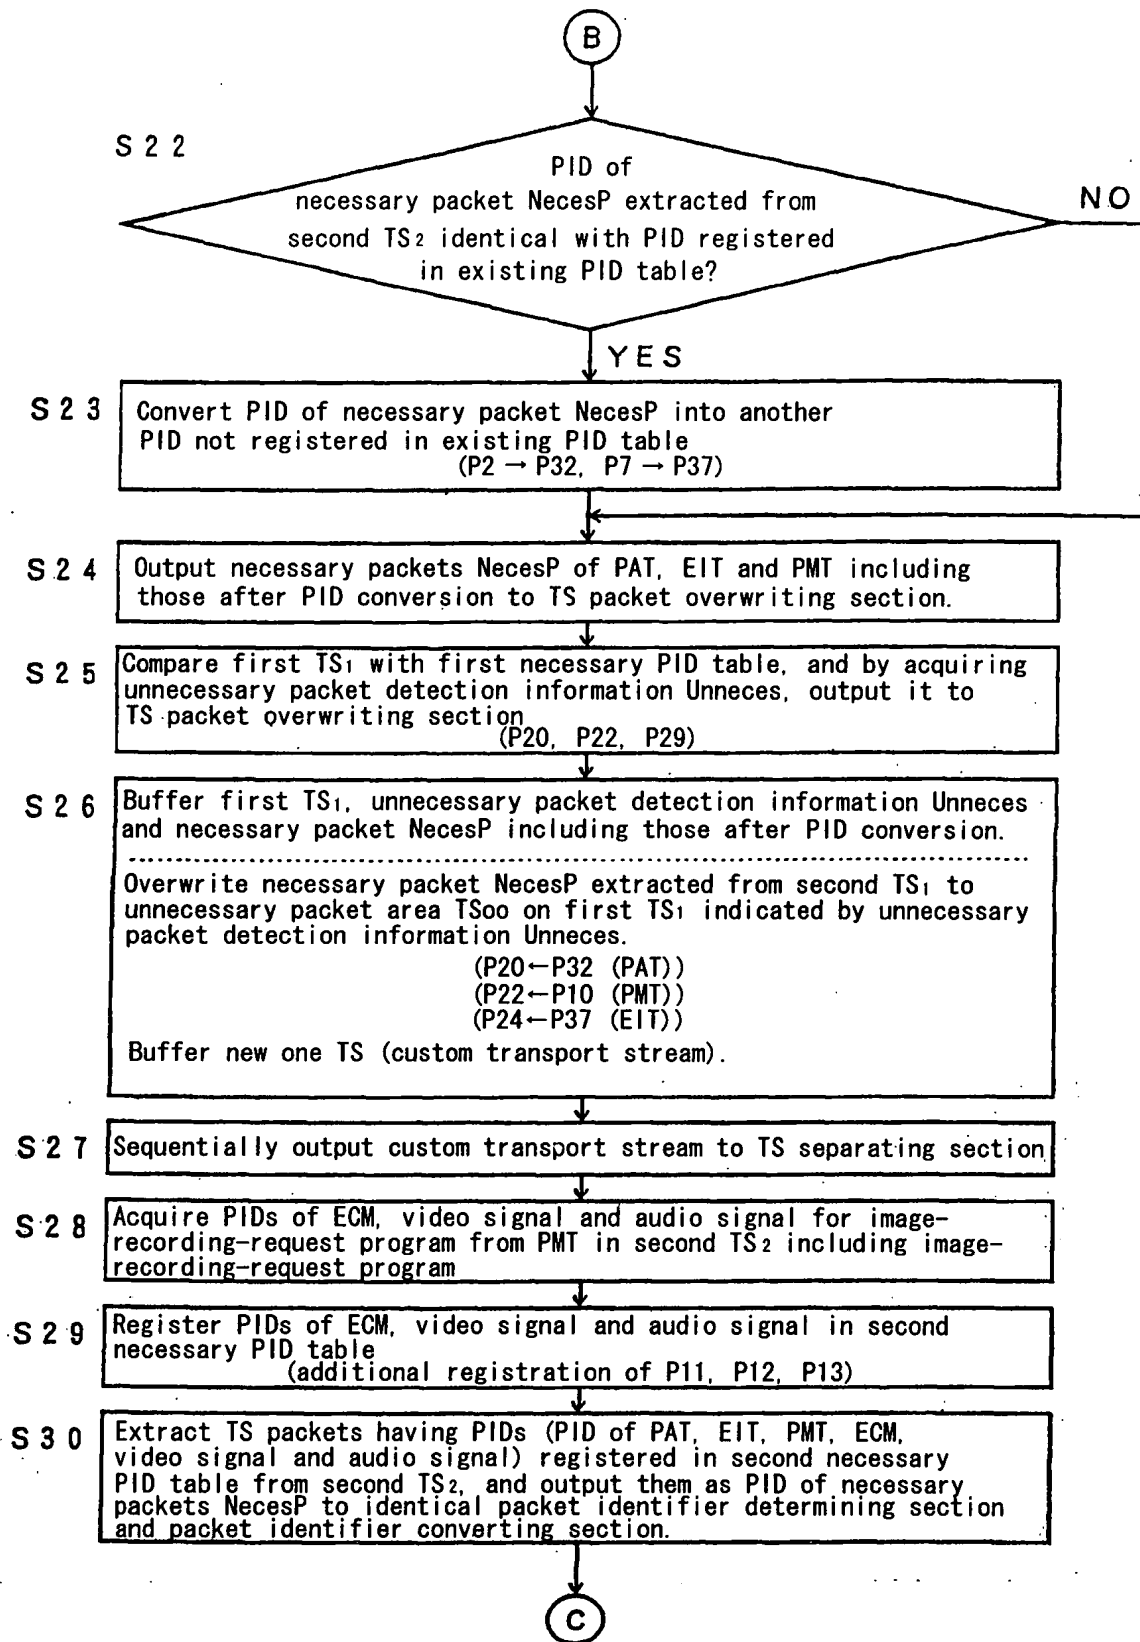 B
S22
PID of
necessary packet NecesP extracted from
second TS2 identical with PID registered
in existing PID table?
NO
YES
S23
Convert PID of necessary packet NecesP into another
PID not registered in existing PID table
(P2 → P32, P7 → P37)
S24
Output necessary packets NecesP of PAT, EIT and PMT including
those after PID conversion to TS packet overwriting section.
S25
Compare first TS1 with first necessary PID table, and by acquiring
unnecessary packet detection information Unneces, output it to
TS packet overwriting section
(P20, P22, P29)
S26
Buffer first TS1, unnecessary packet detection information Unneces
and necessary packet NecesP including those after PID conversion.
Overwrite necessary packet NecesP extracted from second TS1 to
unnecessary packet area TSoo on first TS1 indicated by unnecessary
packet detection information Unneces.
(P20←P32 (PAT))
(P22←P10 (PMT))
(P24←P37 (EIT))
Buffer new one TS (custom transport stream).
S27
Sequentially output custom transport stream to TS separating section
S28
Acquire PIDs of ECM, video signal and audio signal for image-
recording-request program from PMT in second TS2 including image-
recording-request program
S29
Register PIDs of ECM, video signal and audio signal in second
necessary PID table
(additional registration of P11, P12, P13)
S30
Extract TS packets having PIDs (PID of PAT, EIT, PMT, ECM,
video signal and audio signal) registered in second necessary
PID table from second TS2, and output them as PID of necessary
packets NecesP to identical packet identifier determining section
and packet identifier converting section.
C